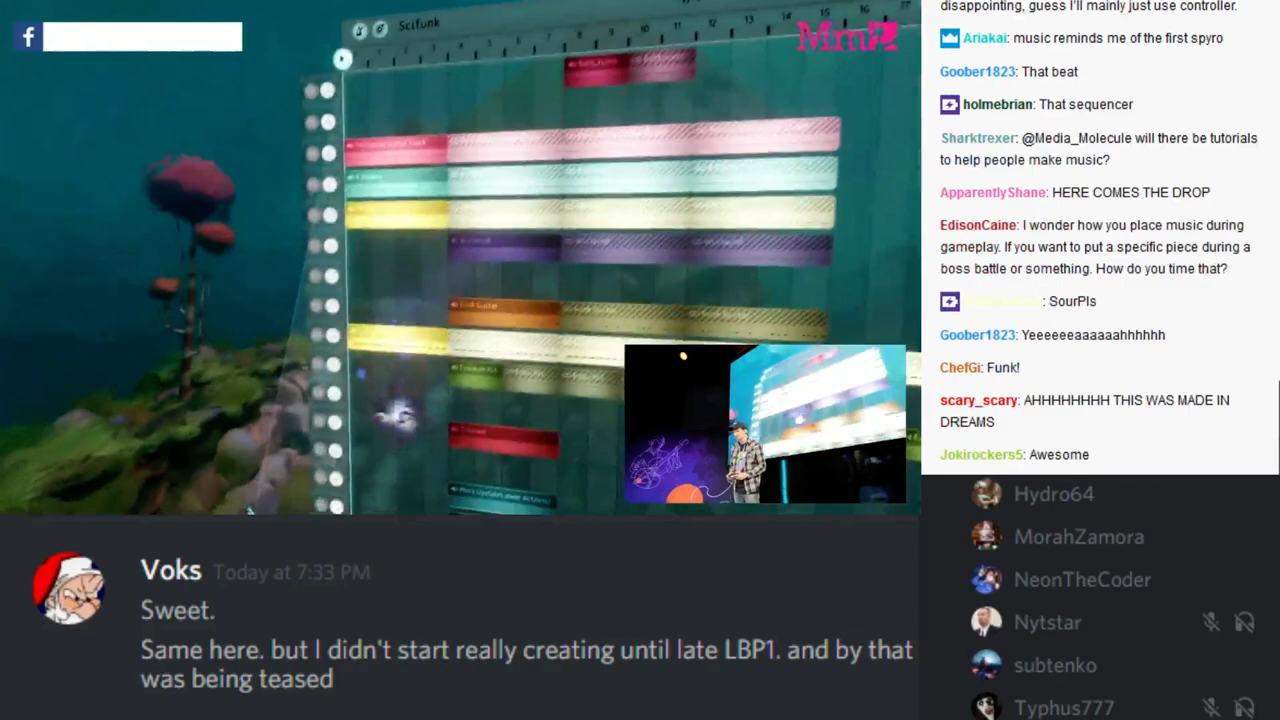 Scifunk
Mm
11
12
13
14
15
disappointing, guess I'll mainly just use controller.
Ariakai: music reminds me of the first spyro
Goober1823: That beat
holmebrian: That sequencer
Sharktrexer: @Media_Molecule will there be tutorials
to help people make music?
ApparentlyShane: HERE COMES THE DROP
EdisonCaine: I wonder how you place music during
gameplay. If you want to put a specific piece during a
boss battle or something. How do you time that?
: SourPls
Goober1823: Yeeeeeeaaaaaahhhhhh
ChefGi: Funk!
scary_scary: AHHHHHHHH THIS WAS MADE IN
DREAMS
Jokirockers5: Awesome
Hydro64
MorahZamora
NeonTheCoder
Nytstar
subtenko
Typhus777
Voks Today at 7:33 PM
Sweet.
Same here. but I didn't start really creating until late LBP1. and by that
was being teased